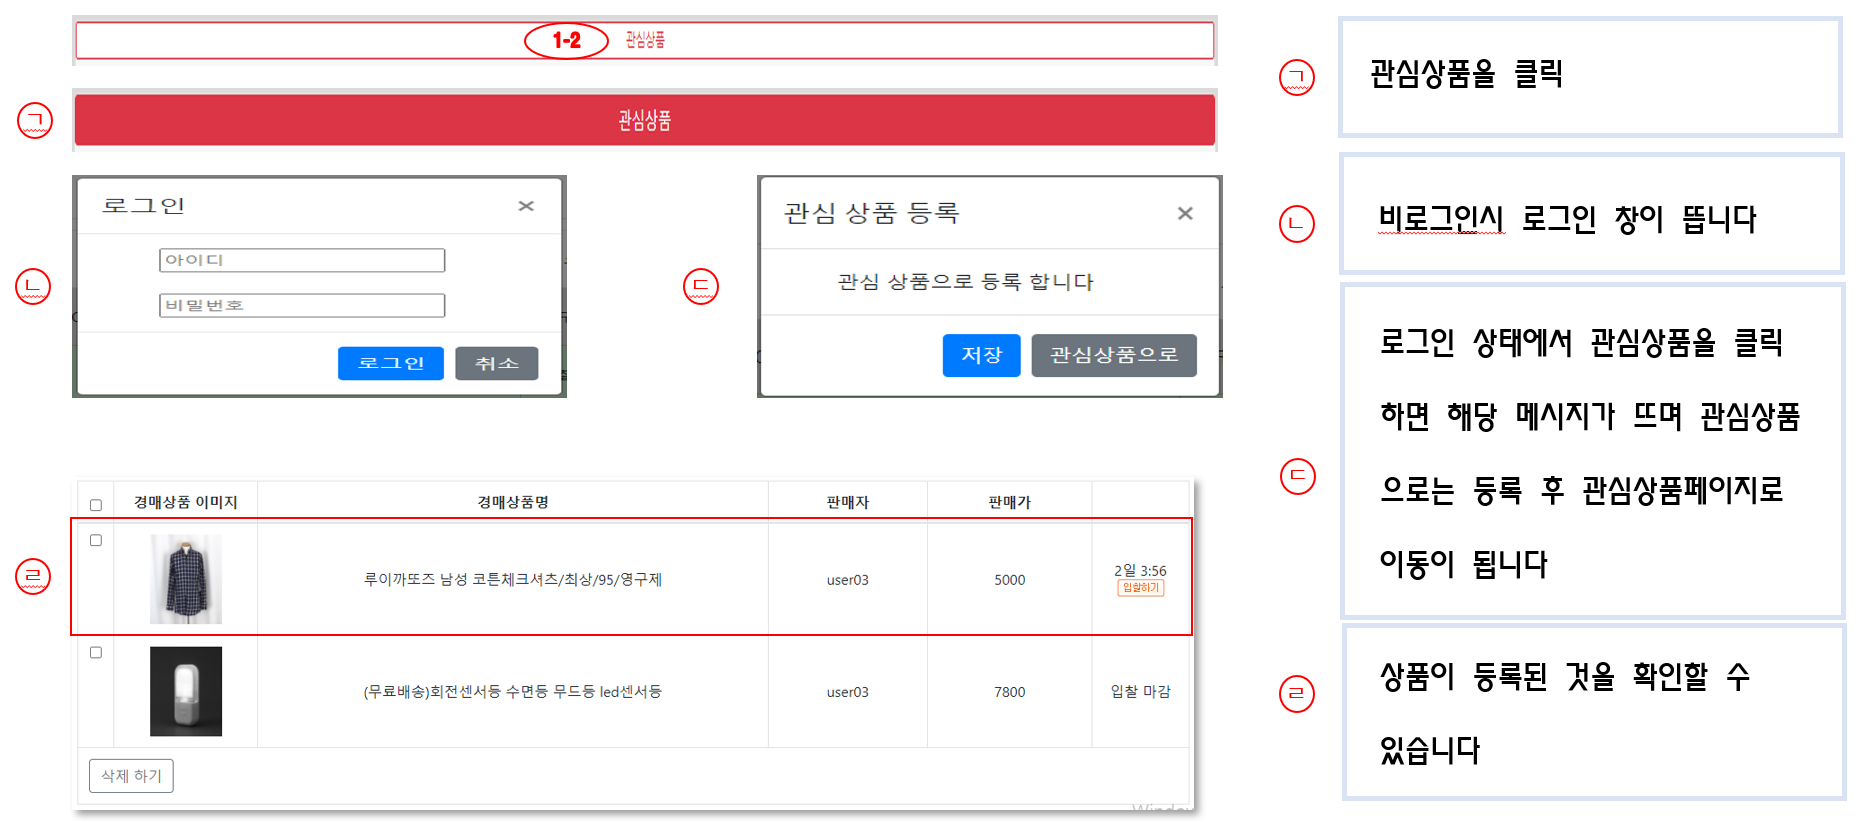 1-2 관심상품
ㄱ 관심상품
로그인 ×
ㄴ 아이디
비밀번호
로그인 취소
관심 상품 등록 ×
ㄷ 관심 상품으로 등록 합니다
저장 관심상품으로
경매상품 이미지 경매상품명 판매자 판매가
ㄹ 루이까또즈 남성 코튼체크셔츠/최상/95/영구제 user03 5000 2일 3:56
입찰하기
(무료배송)회전센서등 수면등 무드등 led센서등 user03 7800 입찰 마감
삭제 하기
ㄱ 관심상품을 클릭
ㄴ 비로그인시 로그인 창이 뜹니다
로그인 상태에서 관심상품을 클릭
하면 해당 메시지가 뜨며 관심상품
ㄷ 으로는 등록 후 관심상품페이지로
이동이 됩니다
ㄹ 상품이 등록된 것을 확인할 수
있습니다